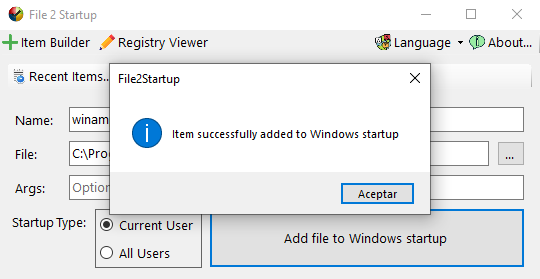 File 2 Startup
Item Builder Registry Viewer Language About...
Recent Items...
File2Startup
Item successfully added to Windows startup
Aceptar
Name: winam
File: C:\Prog ...
Args: Option
Startup Type: Current User
All Users
Add file to Windows startup